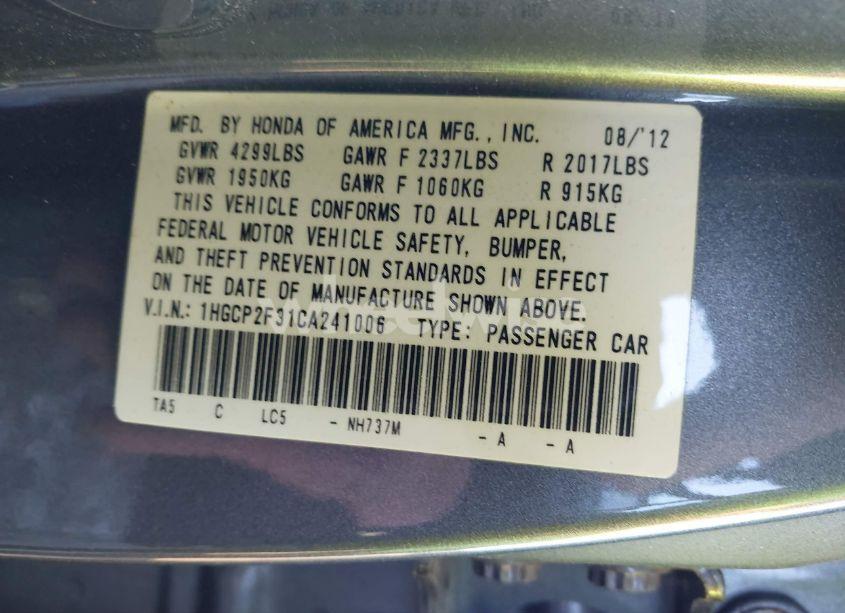 MFD. BY HONDA OF AMERICA MFG., INC. 08/'12
GVWR 4299LBS GAWR F 2337LBS R 2017LBS
GVWR 1950KG GAWR F 1060KG R 915KG
THIS VEHICLE CONFORMS TO ALL APPLICABLE
FEDERAL MOTOR VEHICLE SAFETY, BUMPER,
AND THEFT PREVENTION STANDARDS IN EFFECT
ON THE DATE OF MANUFACTURE SHOWN ABOVE.
V.I.N.: 1HGCP2F31CA241006 TYPE: PASSENGER CAR
TA5 C LC5 - NH737M - A - A